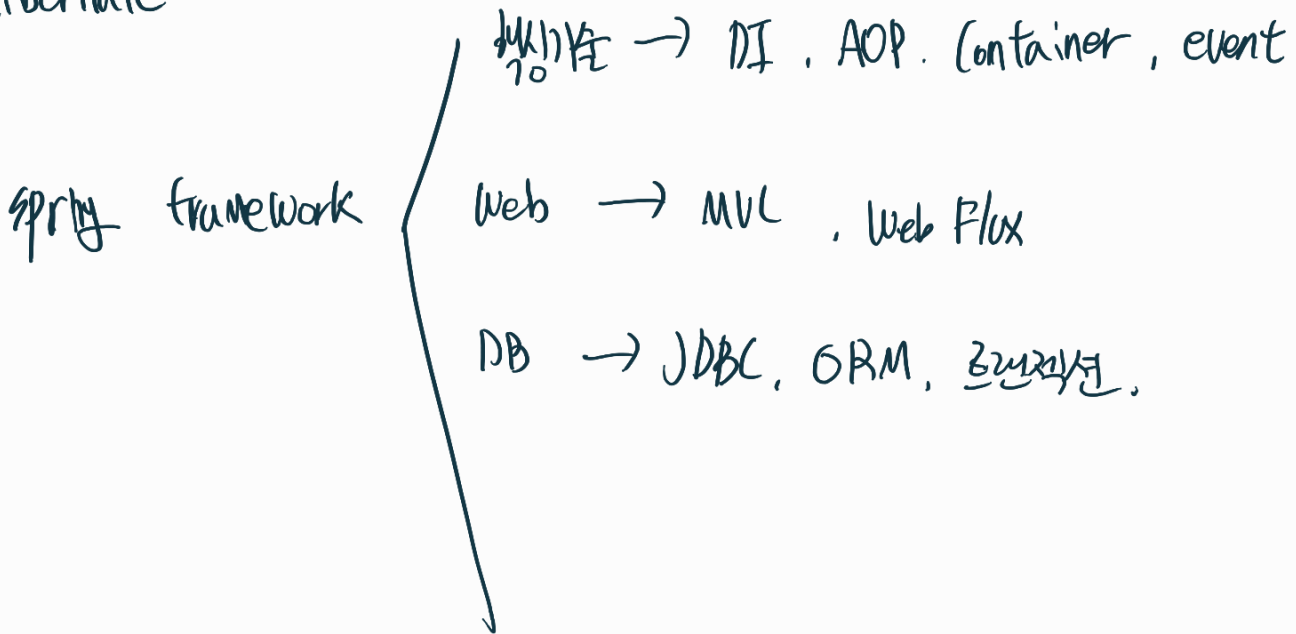 핵심기술 → DI, AOP. Container, event
spring framework
Web → MVC, Web Flux
DB → JDBC, ORM, 트랜잭션.